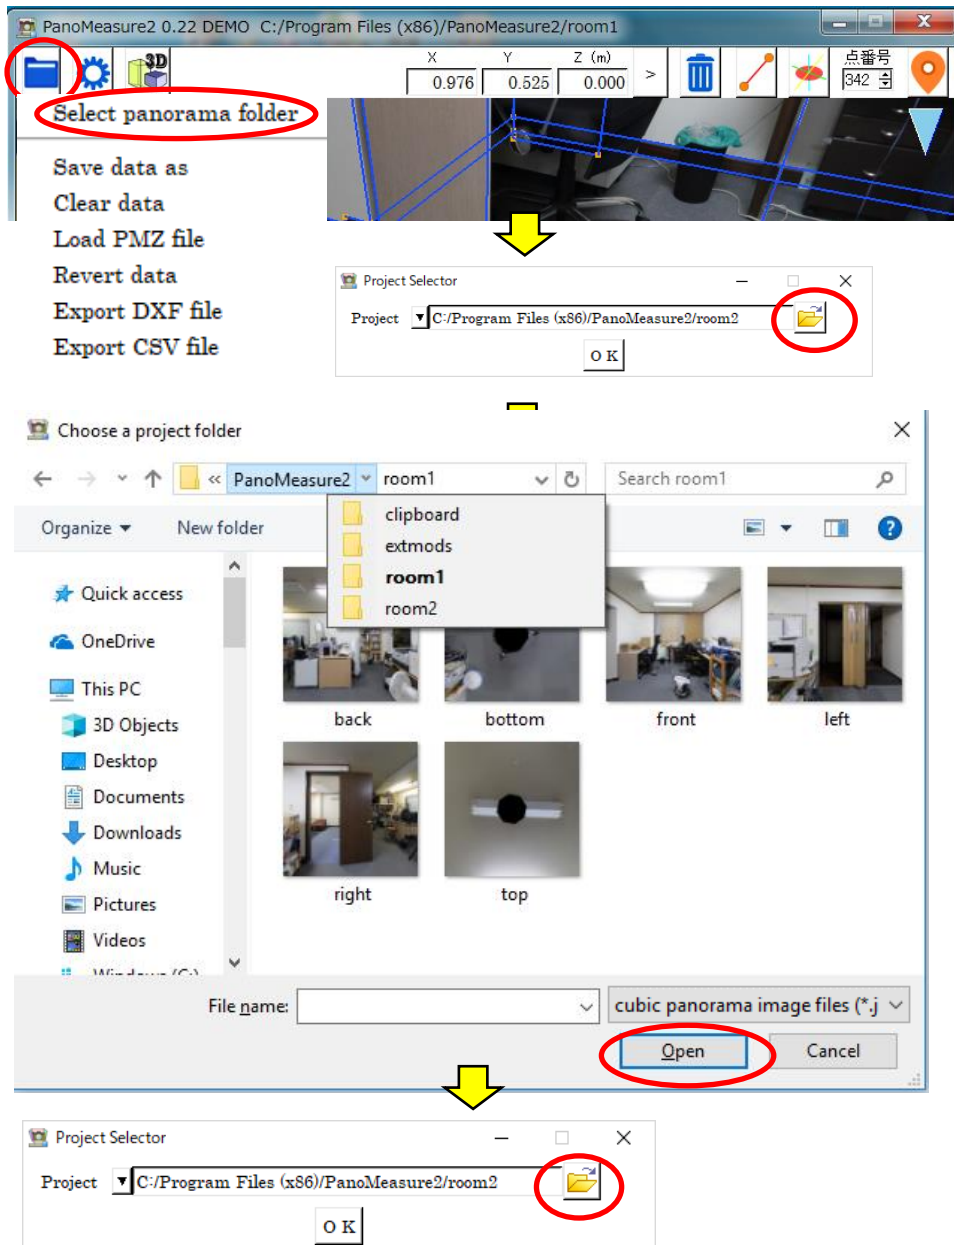 PanoMeasure2 0.22 DEMO C:/Program Files (x86)/PanoMeasure2/room1
3D
X Y Z (m)
0.976 0.525 0.000 >
点番号
342
Select panorama folder
Save data as
Clear data
Load PMZ file
Revert data
Export DXF file
Export CSV file
Project Selector
Project C:/Program Files (x86)/PanoMeasure2/room2
O K
Choose a project folder
« PanoMeasure2 room1
Search room1
Organize New folder
clipboard
extmods
room1
room2
Quick access
OneDrive
This PC
3D Objects
Desktop
Documents
Downloads
Music
Pictures
Videos
Windows (C:)
back bottom front left
right top
File name:
cubic panorama image files (*.j
Open Cancel
Project Selector
Project C:/Program Files (x86)/PanoMeasure2/room2
O K